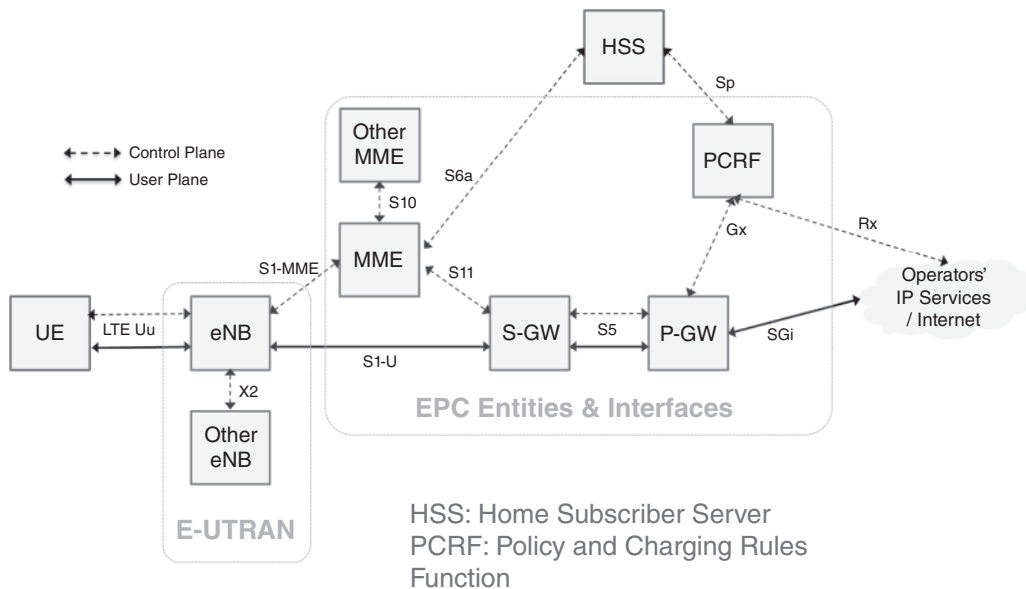 HSS
Sp
Other
MME
PCRF
Control Plane
User Plane
S6a
S10
Rx
Gx
MME
S1-MME
S11
Operators'
IP Services
/ Internet
UE
LTE Uu
eNB
S-GW
S5
P-GW
SGi
S1-U
X2
EPC Entities & Interfaces
Other
eNB
E-UTRAN
HSS: Home Subscriber Server
PCRF: Policy and Charging Rules
Function